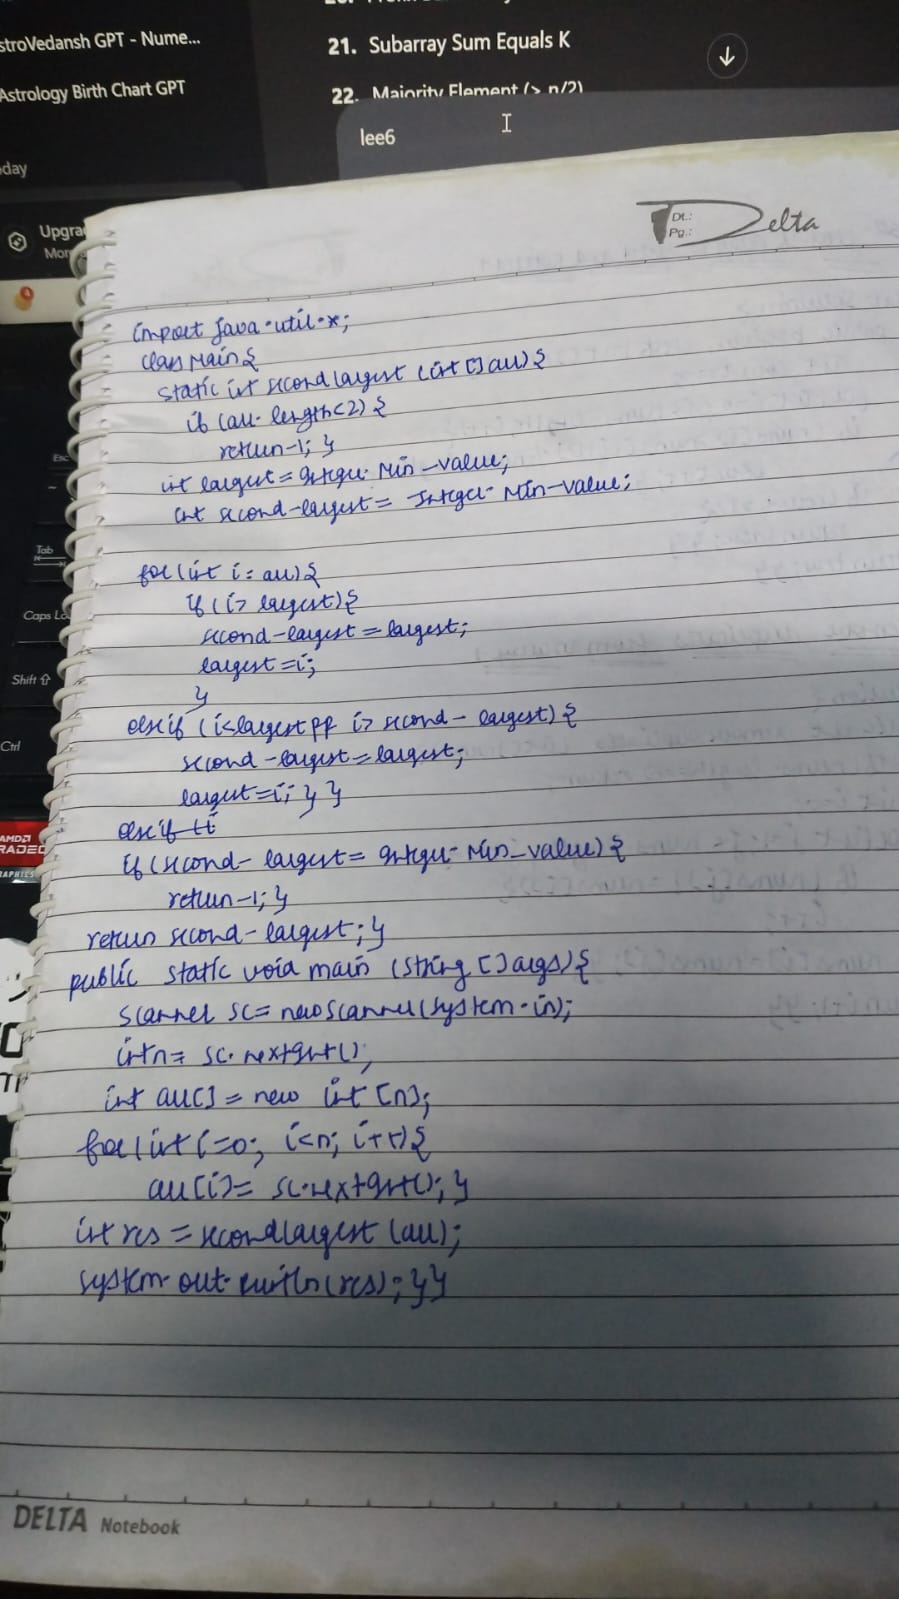 stroVedansh GPT - Nume...
Astrology Birth Chart GPT
day
Upgra
Mor
21. Subarray Sum Equals K
22. Majority Element (> n/2)
lee6
Dt.:
Pg.:
Delta
Esc
Tab
Caps Lo
Shift
Ctrl
AMD
RADEO
RAPHICS
import java.util.*;
class Main{
static int secondlargest (int []arr){
if (arr.length<2) {
return-1; }
int largest = Integer.Min_value;
int second-largest = Integer.Min_value;
for(int i : arr){
if (i> largest){
second-largest = largest;
largest = i;
}
else if (i<largest && i> second-largest) {
second-largest = largest;
largest = i; } }
else if
if (second-largest = Integer.Min_value) {
return-1; }
return second-largest; }
public static void main (String []args) {
Scanner sc = new Scanner(System.in);
int n = sc.nextInt();
int arr[] = new int [n];
for(int i=0; i<n; i++){
arr[i] = sc.nextInt(); }
int res = secondlargest (arr);
System.out.println(res); }}
DELTA Notebook